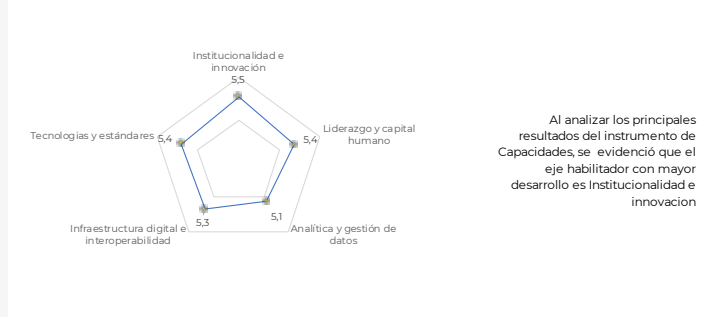 Institucionalidad e
innovación
5,5
Tecnologias y estándares
5,4
5,4
Liderazgo y capital
humano
5,3
5,1
Infraestructura digital e
interoperabilidad
Analítica y gestión de
datos
Al analizar los principales
resultados del instrumento de
Capacidades, se evidenció que el
eje habilitador con mayor
desarrollo es Institucionalidad e
innovacion